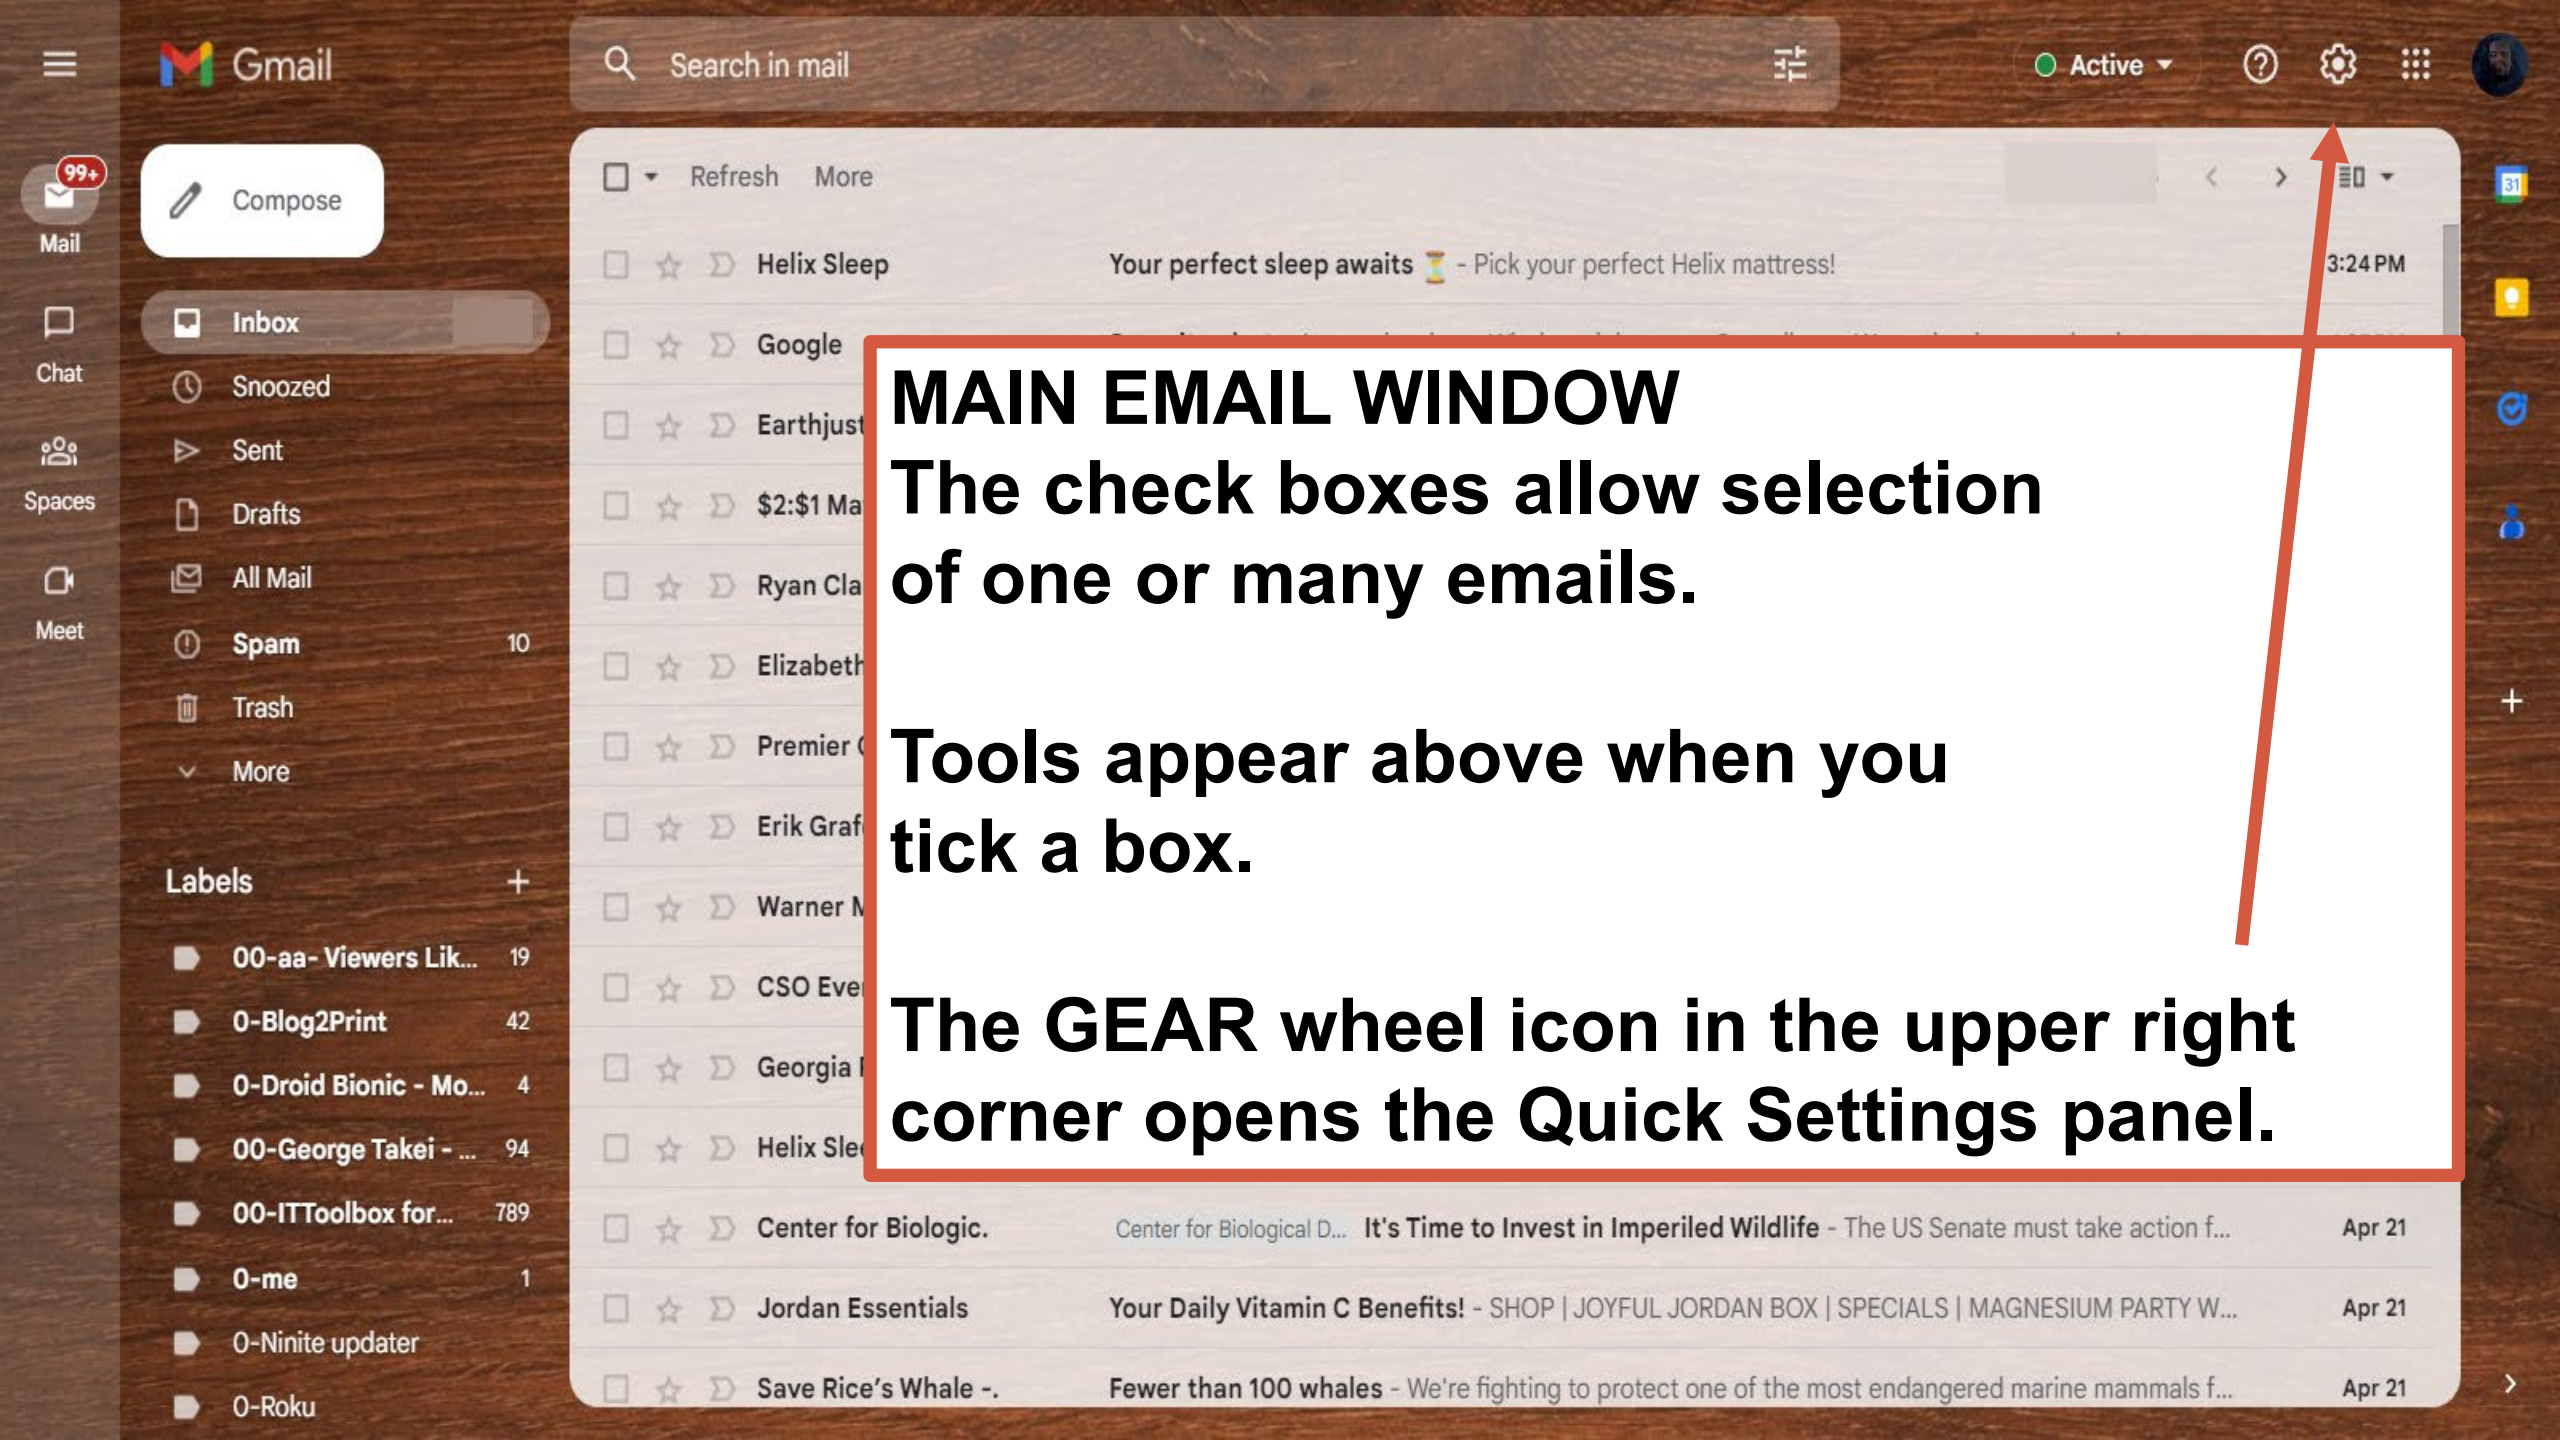 Gmail
Search in mail
Active
99+
Mail
Chat
Spaces
Meet
Compose
Inbox
Snoozed
Sent
Drafts
All Mail
Spam 10
Trash
More
Labels +
00-aa- Viewers Lik... 19
0-Blog2Print 42
0-Droid Bionic - Mo... 4
00-George Takei - ... 94
00-ITToolbox for... 789
0-me 1
0-Ninite updater
0-Roku
Refresh More
Helix Sleep Your perfect sleep awaits ⏳ - Pick your perfect Helix mattress! 3:24 PM
Google
Earthjust
$2:$1 Ma
Ryan Cla
Elizabeth
Premier
Erik Graf
Warner
CSO Eve
Georgia
Helix Sle
MAIN EMAIL WINDOW
The check boxes allow selection
of one or many emails.
Tools appear above when you
tick a box.
The GEAR wheel icon in the upper right
corner opens the Quick Settings panel.
Center for Biologic. Center for Biological D... It's Time to Invest in Imperiled Wildlife - The US Senate must take action f... Apr 21
Jordan Essentials Your Daily Vitamin C Benefits! - SHOP | JOYFUL JORDAN BOX | SPECIALS | MAGNESIUM PARTY W... Apr 21
Save Rice's Whale -. Fewer than 100 whales - We're fighting to protect one of the most endangered marine mammals f... Apr 21
31